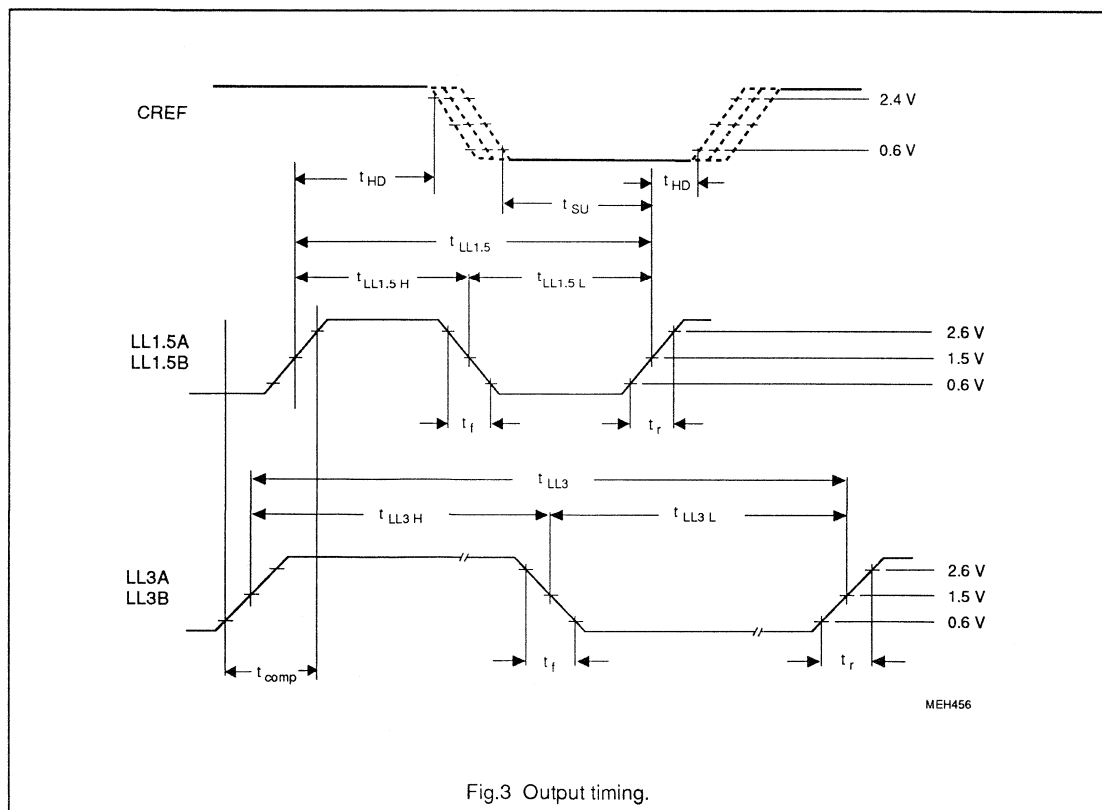 CREF
2.4 V
0.6 V
t HD
t HD
t SU
t LL1.5
t LL1.5 H
t LL1.5 L
LL1.5A
LL1.5B
2.6 V
1.5 V
0.6 V
t f
t r
t LL3
t LL3 H
t LL3 L
LL3A
LL3B
2.6 V
1.5 V
0.6 V
t comp
t f
t r
MEH456
Fig.3 Output timing.